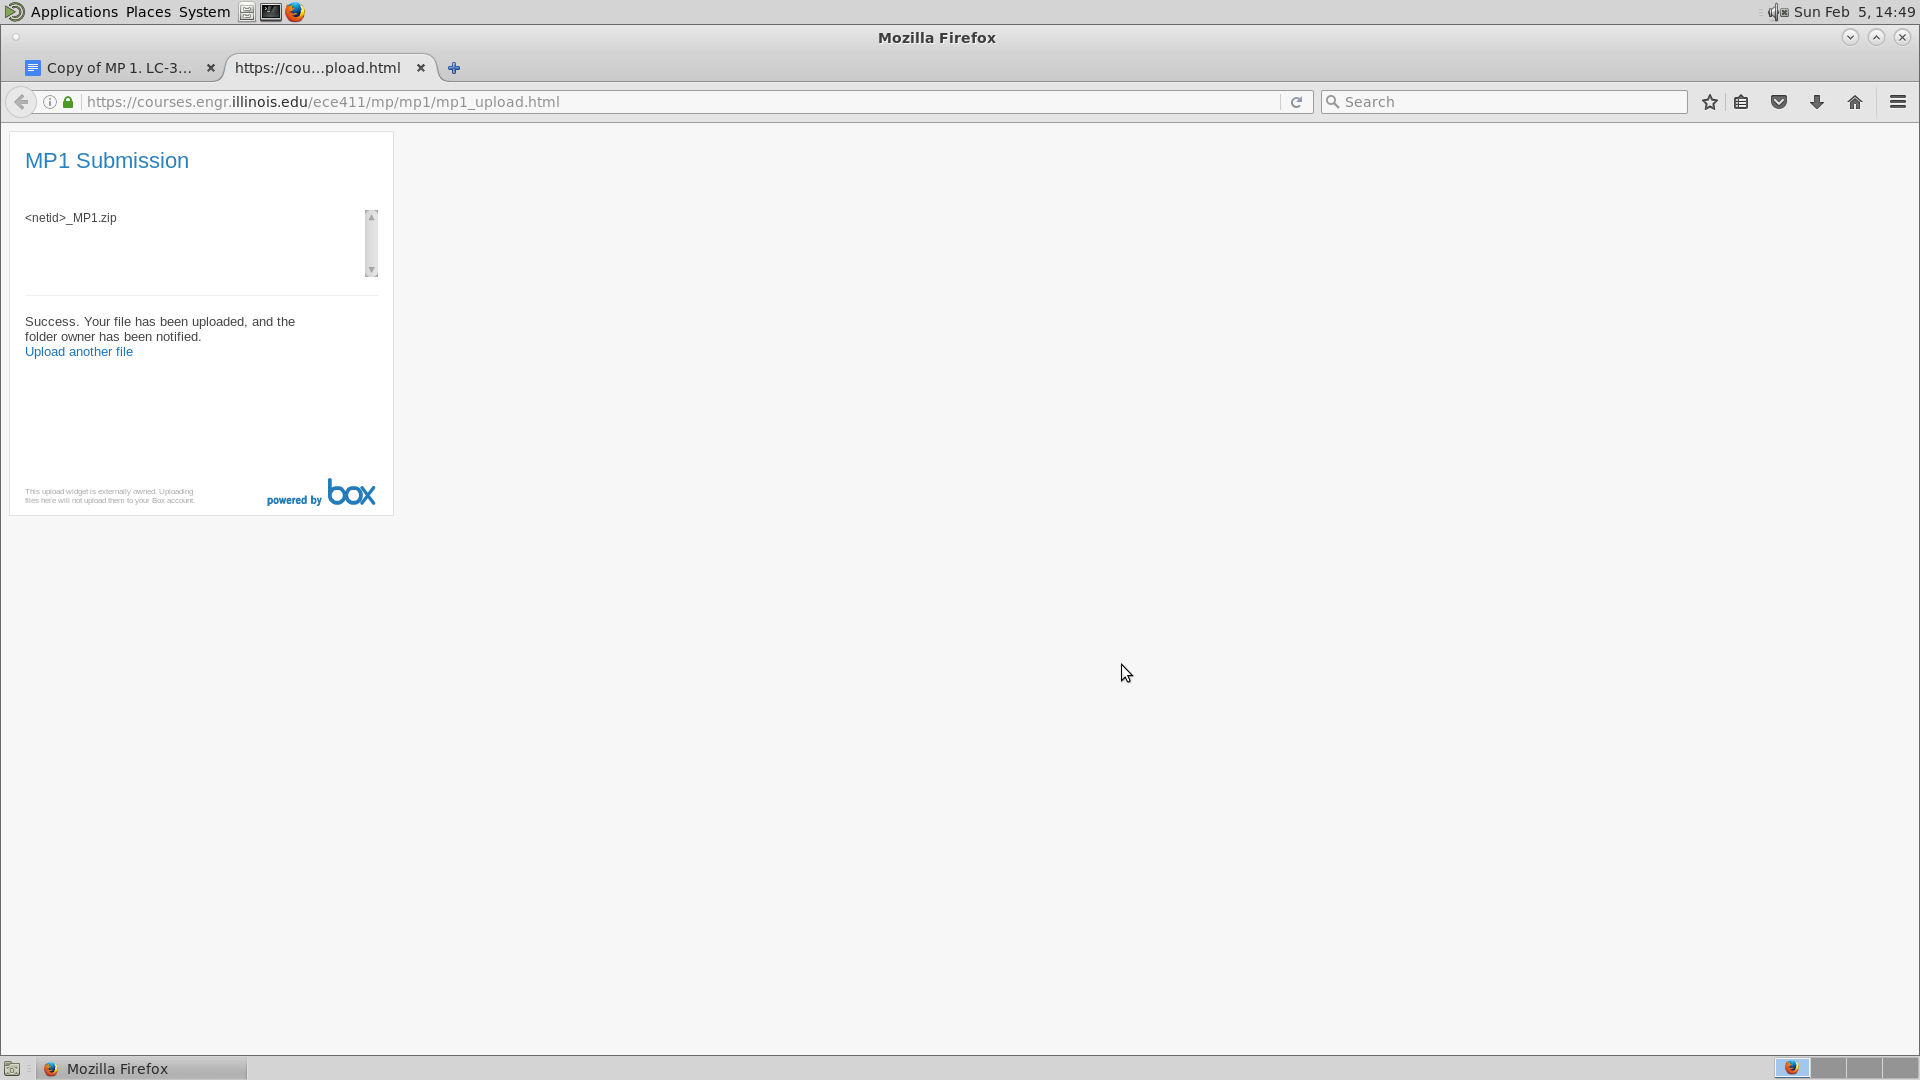 Applications Places System
Sun Feb 5, 14:49
Mozilla Firefox
Copy of MP 1. LC-3...
https://cou...pload.html
https://courses.engr.illinois.edu/ece411/mp/mp1/mp1_upload.html
Search
MP1 Submission
<netid>_MP1.zip
Success. Your file has been uploaded, and the
folder owner has been notified.
Upload another file
This upload widget is externally owned. Uploading
files here will not upload them to your Box account.
powered by box
Mozilla Firefox